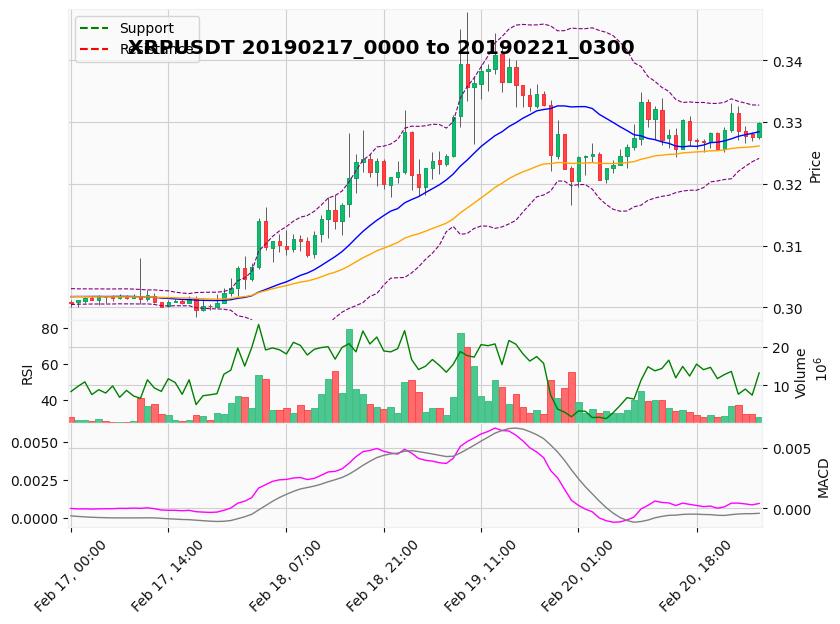 XRPUSDT 20190217_0000 to 20190221_0300
Support
Resistance
0.34
0.33
0.32
0.31
0.30
Price
80
60
40
RSI
20
10
Volume
10^6
0.0050
0.0025
0.0000
0.005
0.000
MACD
Feb 17, 00:00
Feb 17, 14:00
Feb 18, 07:00
Feb 18, 21:00
Feb 19, 11:00
Feb 20, 01:00
Feb 20, 18:00